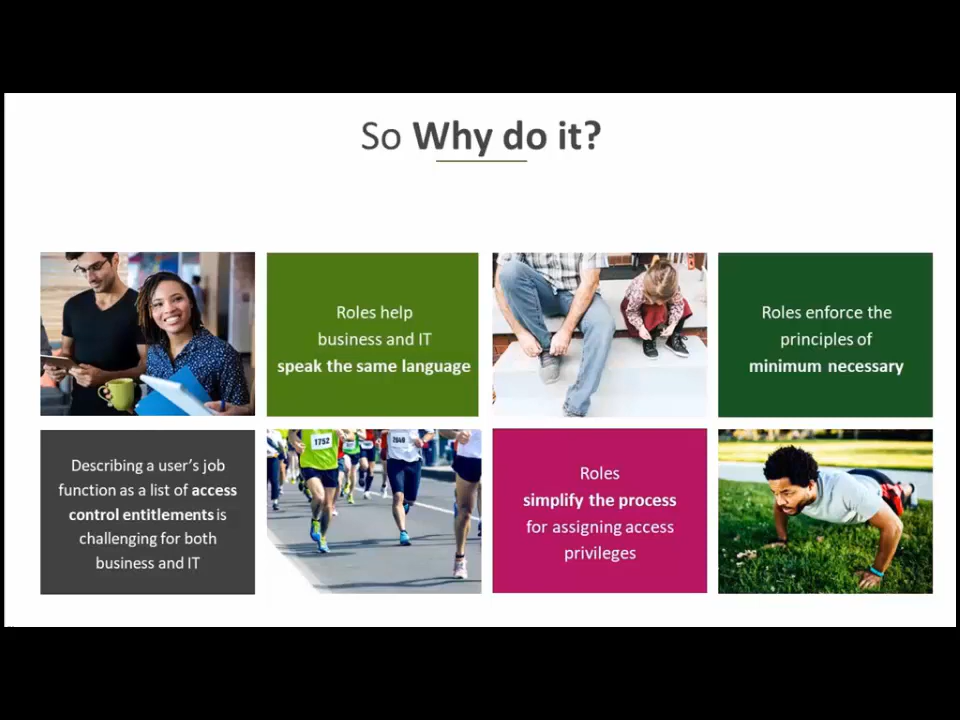 So Why do it?
Roles help
business and IT
speak the same language
Roles enforce the
principles of
minimum necessary
Describing a user's job
function as a list of access
control entitlements is
challenging for both
business and IT
1752
2840
Roles
simplify the process
for assigning access
privileges